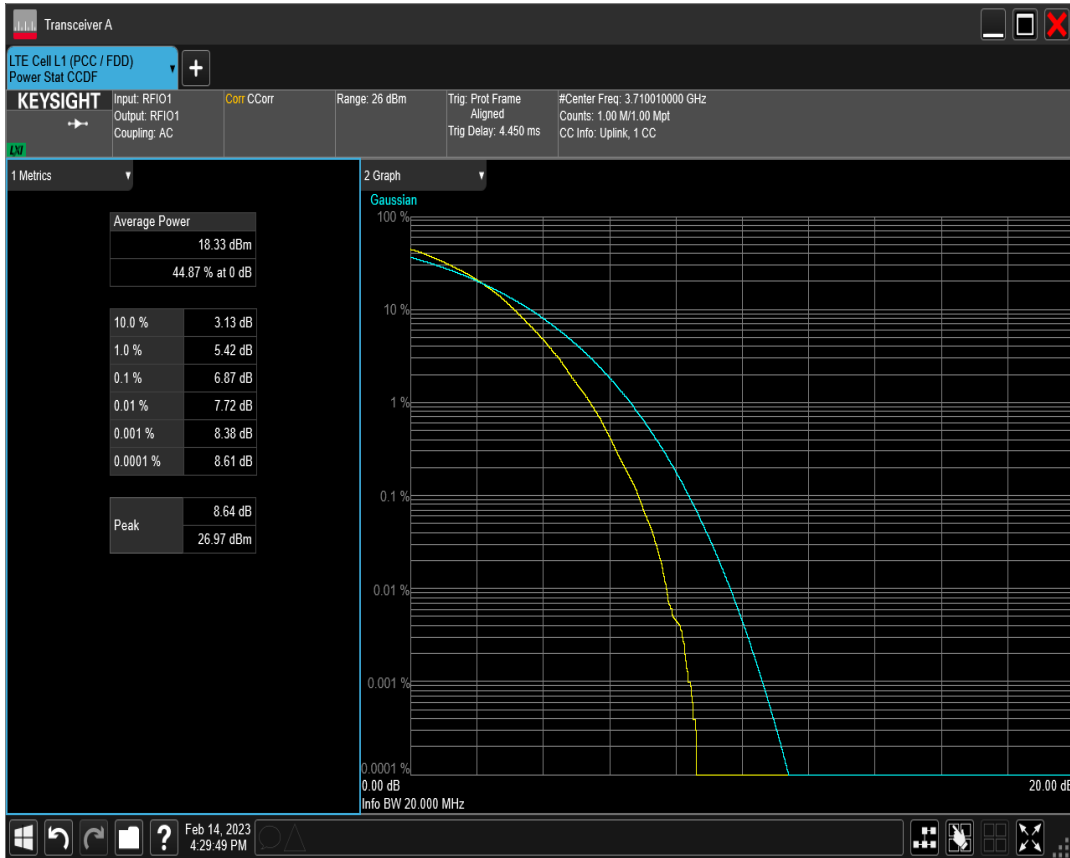 Transceiver A
LTE Cell L1 (PCC / FDD)
Power Stat CCDF
KEYSIGHT
LXI
Input: RFIO1
Output: RFIO1
Coupling: AC
Corr CCorr
Range: 26 dBm
Trig: Prot Frame
Aligned
Trig Delay: 4.450 ms
#Center Freq: 3.710010000 GHz
Counts: 1.00 M/1.00 Mpt
CC Info: Uplink, 1 CC
1 Metrics
Average Power
18.33 dBm
44.87 % at 0 dB
10.0 % 3.13 dB
1.0 % 5.42 dB
0.1 % 6.87 dB
0.01 % 7.72 dB
0.001 % 8.38 dB
0.0001 % 8.61 dB
Peak
8.64 dB
26.97 dBm
2 Graph
Gaussian
100 %
10 %
1 %
0.1 %
0.01 %
0.001 %
0.0001 %
0.00 dB 20.00 dB
Info BW 20.000 MHz
Feb 14, 2023
4:29:49 PM